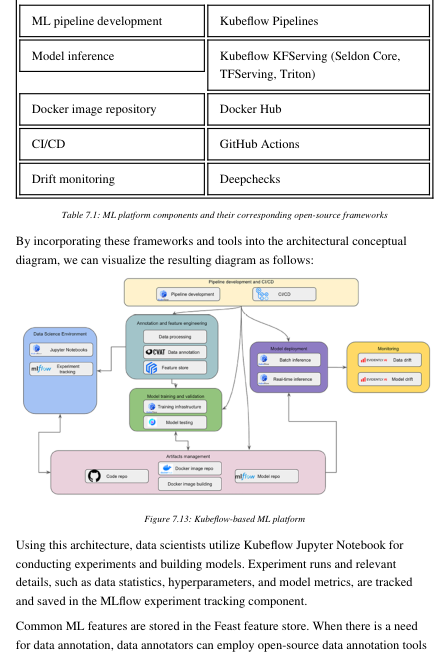 ML pipeline development Kubeflow Pipelines
Model inference Kubeflow KFServing (Seldon Core,
TFServing, Triton)
Docker image repository Docker Hub
CI/CD GitHub Actions
Drift monitoring Deepchecks
Table 7.1: ML platform components and their corresponding open-source frameworks
By incorporating these frameworks and tools into the architectural conceptual
diagram, we can visualize the resulting diagram as follows:
Pipeline development and CI/CD
Pipeline development
CI/CD
Data Science Environment
Jupyter Notebooks
mlflow Experiment
tracking
Annotation and feature engineering
Data processing
CVAT Data annotation
Feature store
Model training and validation
Training infrastructure
Model testing
Model deployment
Batch inference
Real-time inference
Monitoring
EVIDENTLY AI Data drift
EVIDENTLY AI Model drift
Artifacts management
Code repo
Docker image repo
Docker image building
mlflow Model repo
Figure 7.13: Kubeflow-based ML platform
Using this architecture, data scientists utilize Kubeflow Jupyter Notebook for
conducting experiments and building models. Experiment runs and relevant
details, such as data statistics, hyperparameters, and model metrics, are tracked
and saved in the MLflow experiment tracking component.
Common ML features are stored in the Feast feature store. When there is a need
for data annotation, data annotators can employ open-source data annotation tools